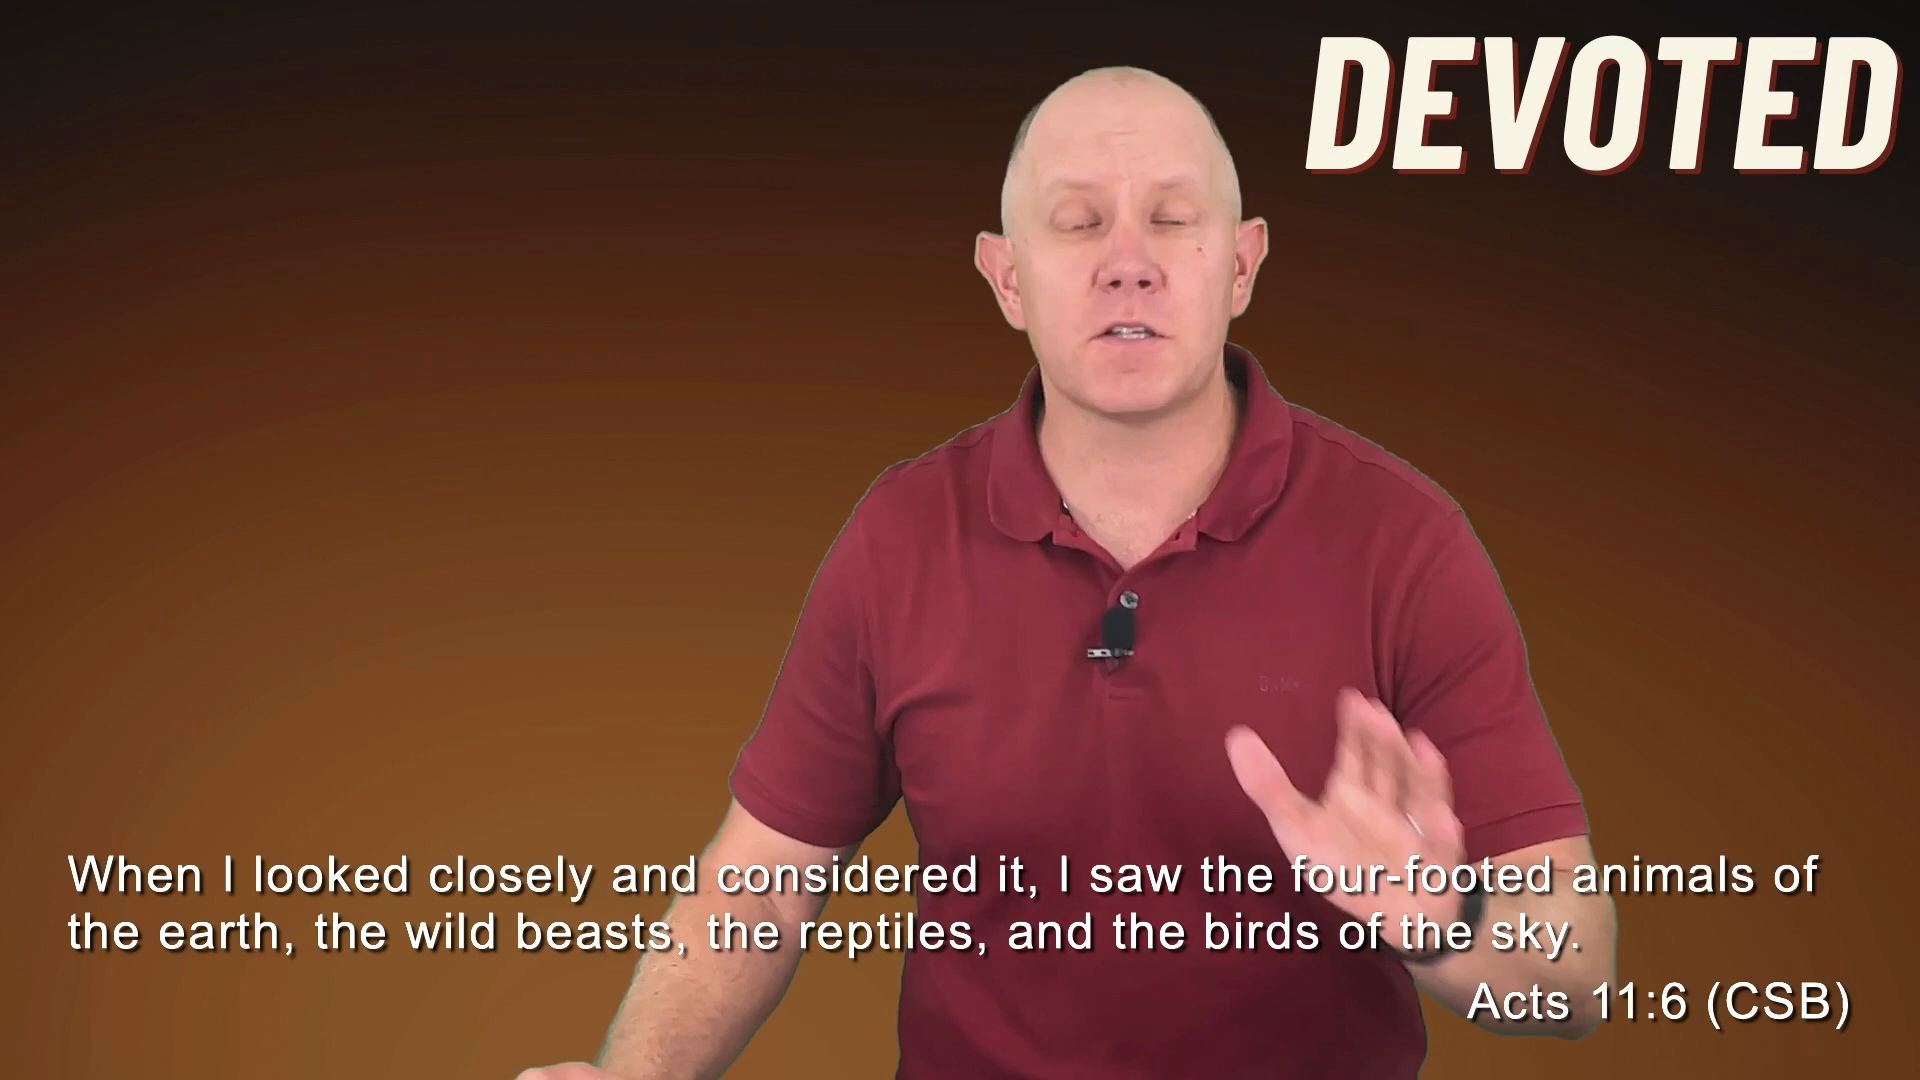 DEVOTED
When I looked closely and considered it, I saw the four-footed animals of
the earth, the wild beasts, the reptiles, and the birds of the sky.
Acts 11:6 (CSB)